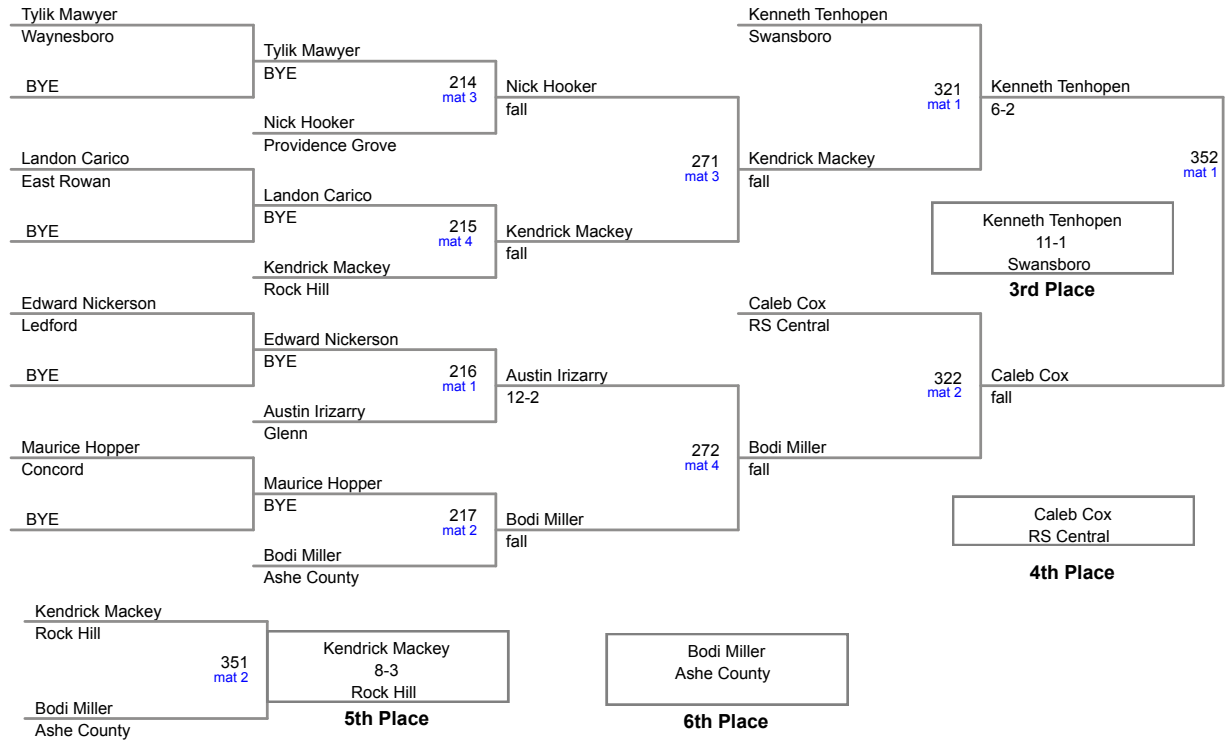 Tylik Mawyer
Waynesboro
BYE
Landon Carico
East Rowan
BYE
Edward Nickerson
Ledford
BYE
Maurice Hopper
Concord
BYE
Tylik Mawyer
BYE
214
mat 3
Nick Hooker
Providence Grove
Landon Carico
BYE
215
mat 4
Kendrick Mackey
Rock Hill
Edward Nickerson
BYE
216
mat 1
Austin Irizarry
Glenn
Maurice Hopper
BYE
217
mat 2
Bodi Miller
Ashe County
Nick Hooker
fall
271
mat 3
Kendrick Mackey
fall
Austin Irizarry
12-2
272
mat 4
Bodi Miller
fall
Kenneth Tenhopen
Swansboro
321
mat 1
Kendrick Mackey
fall
Caleb Cox
RS Central
322
mat 2
Bodi Miller
fall
Kenneth Tenhopen
6-2
352
mat 1
Caleb Cox
fall
Kenneth Tenhopen
11-1
Swansboro
3rd Place
Caleb Cox
RS Central
4th Place
Kendrick Mackey
Rock Hill
351
mat 2
Bodi Miller
Ashe County
Kendrick Mackey
8-3
Rock Hill
5th Place
Bodi Miller
Ashe County
6th Place